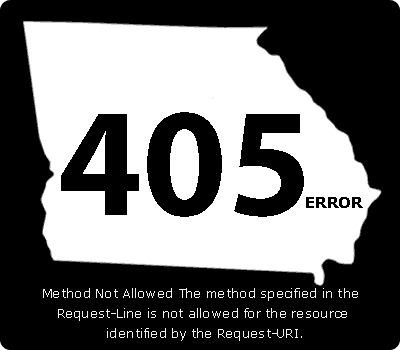 405
ERROR
Method Not Allowed The method specified in the
Request-Line is not allowed for the resource
identified by the Request-URI.